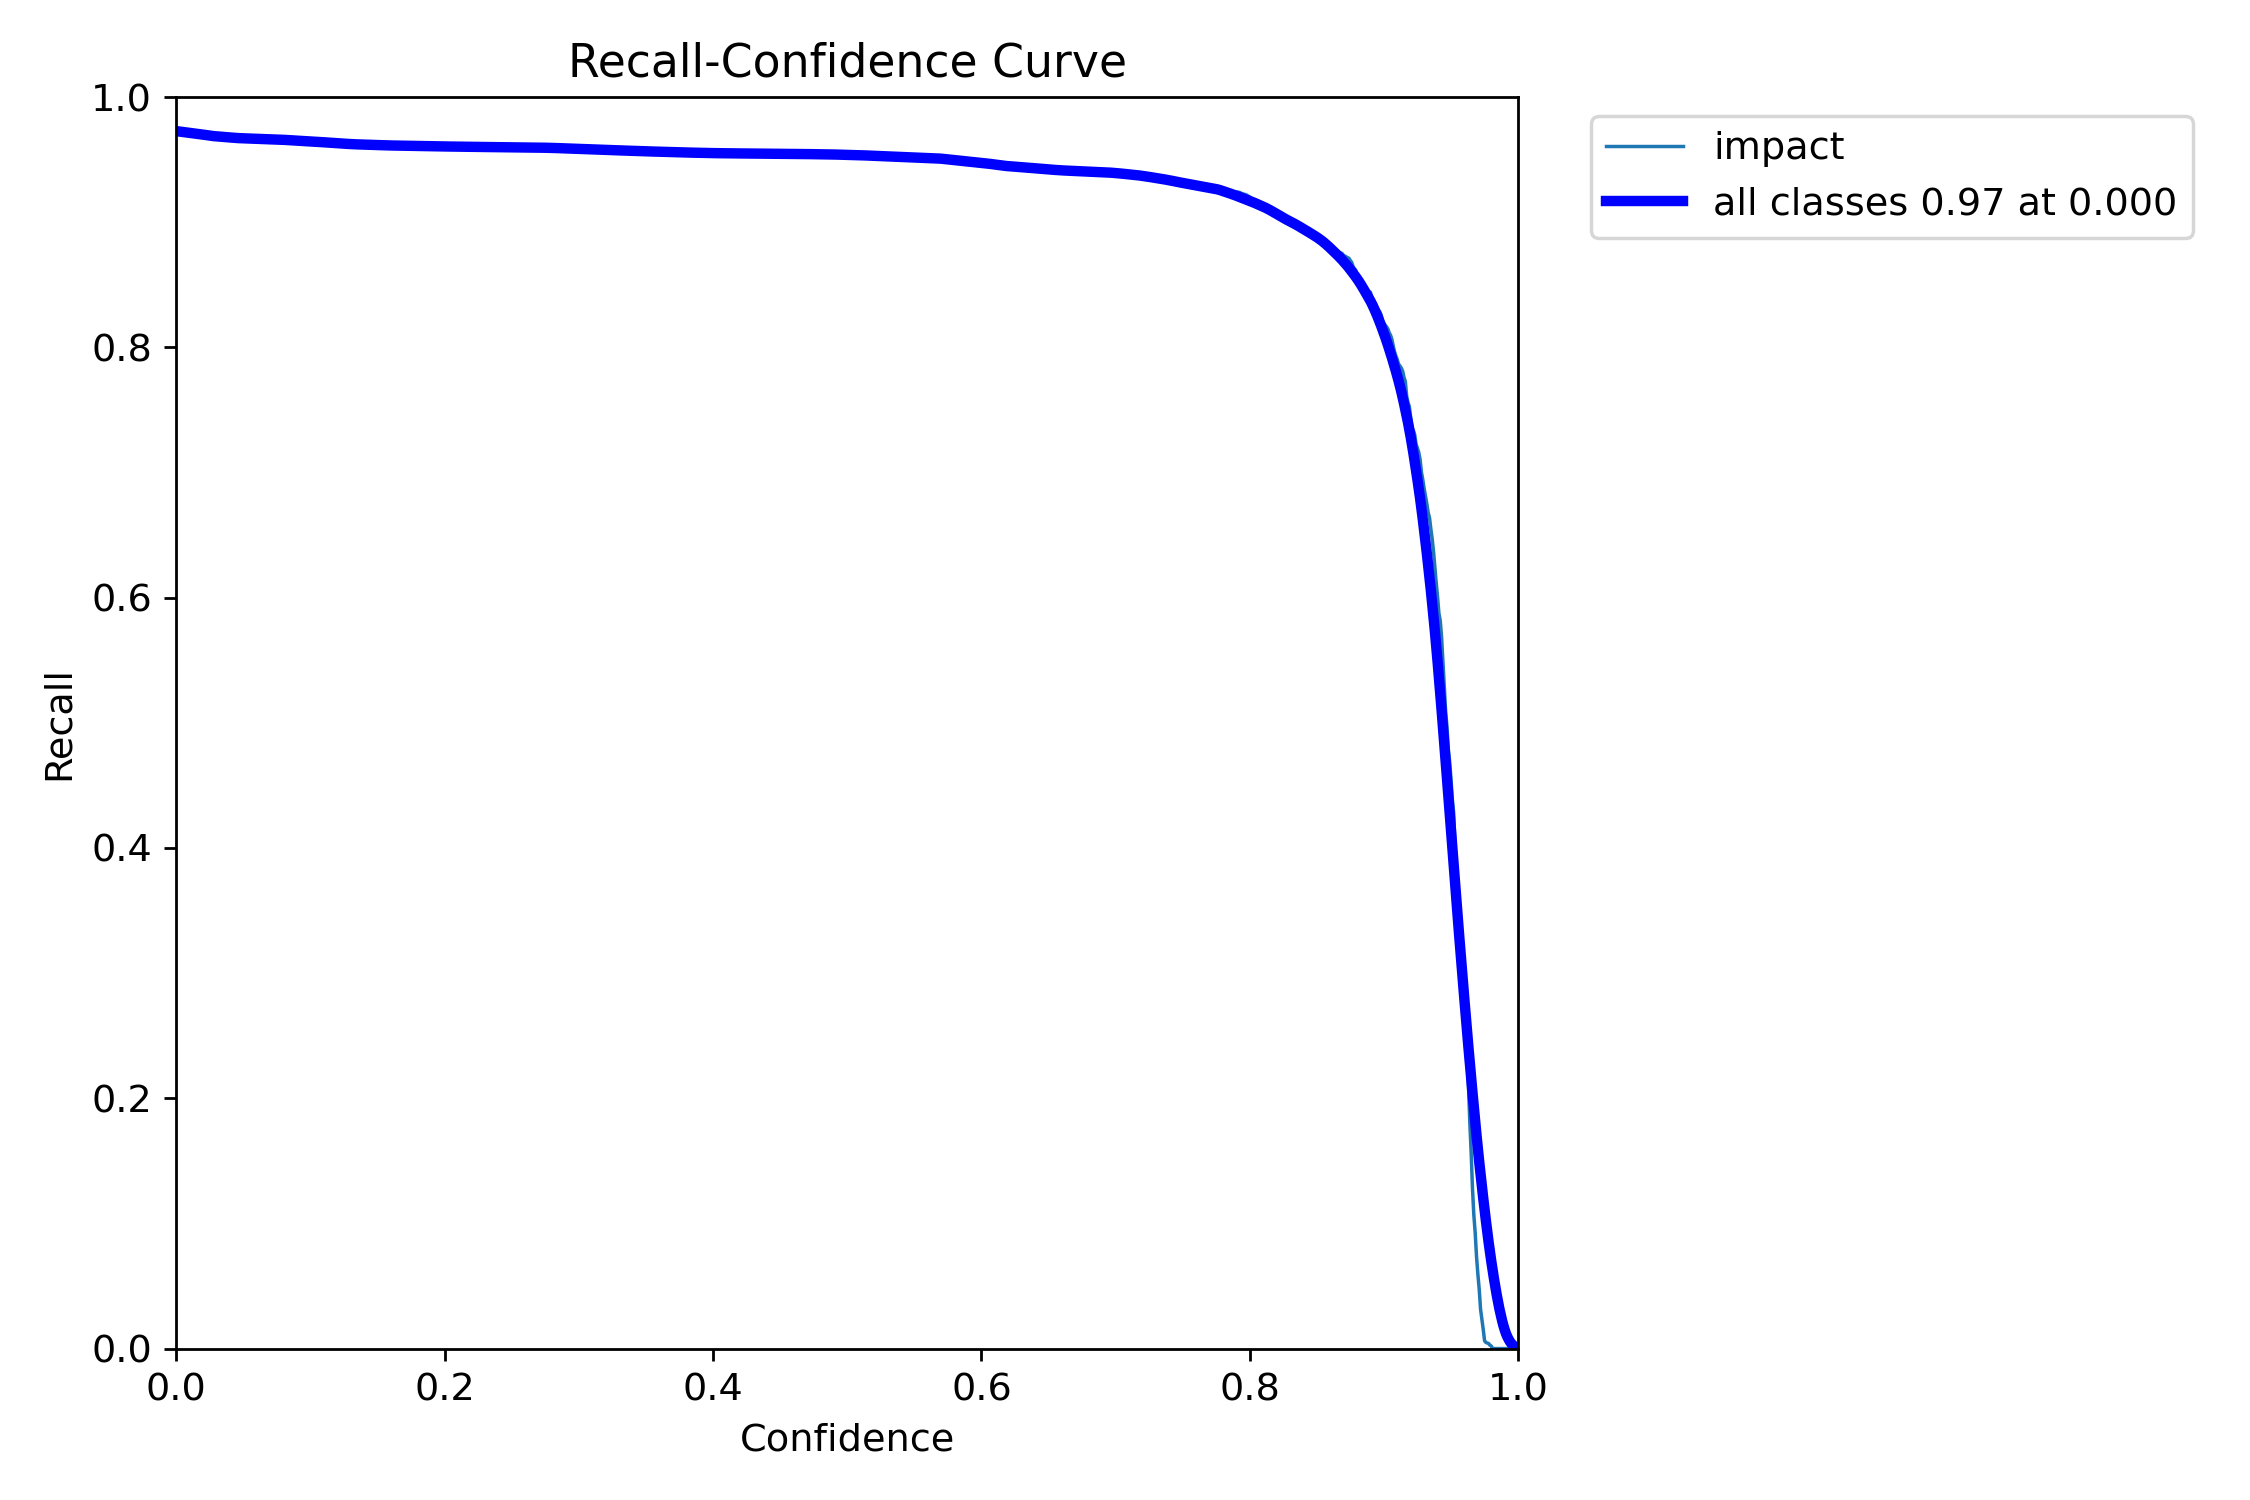 Recall-Confidence Curve
impact
all classes 0.97 at 0.000
1.0
0.8
0.6
0.4
0.2
0.0
Recall
0.0 0.2 0.4 0.6 0.8 1.0
Confidence